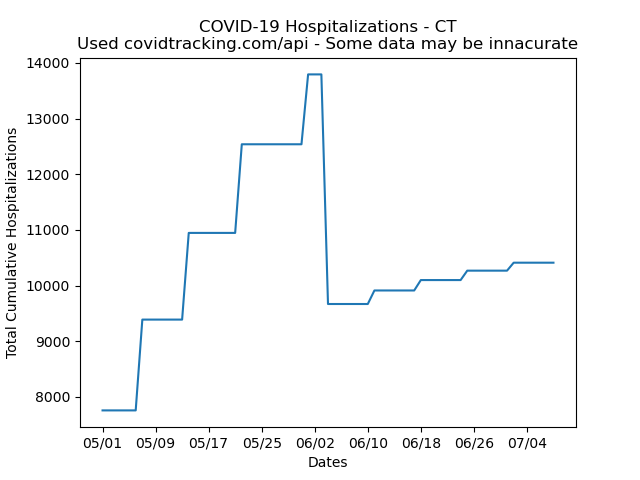 COVID-19 Hospitalizations - CT
Used covidtracking.com/api - Some data may be innacurate
14000
13000
12000
11000
10000
9000
8000
Total Cumulative Hospitalizations
05/01 05/09 05/17 05/25 06/02 06/10 06/18 06/26 07/04
Dates